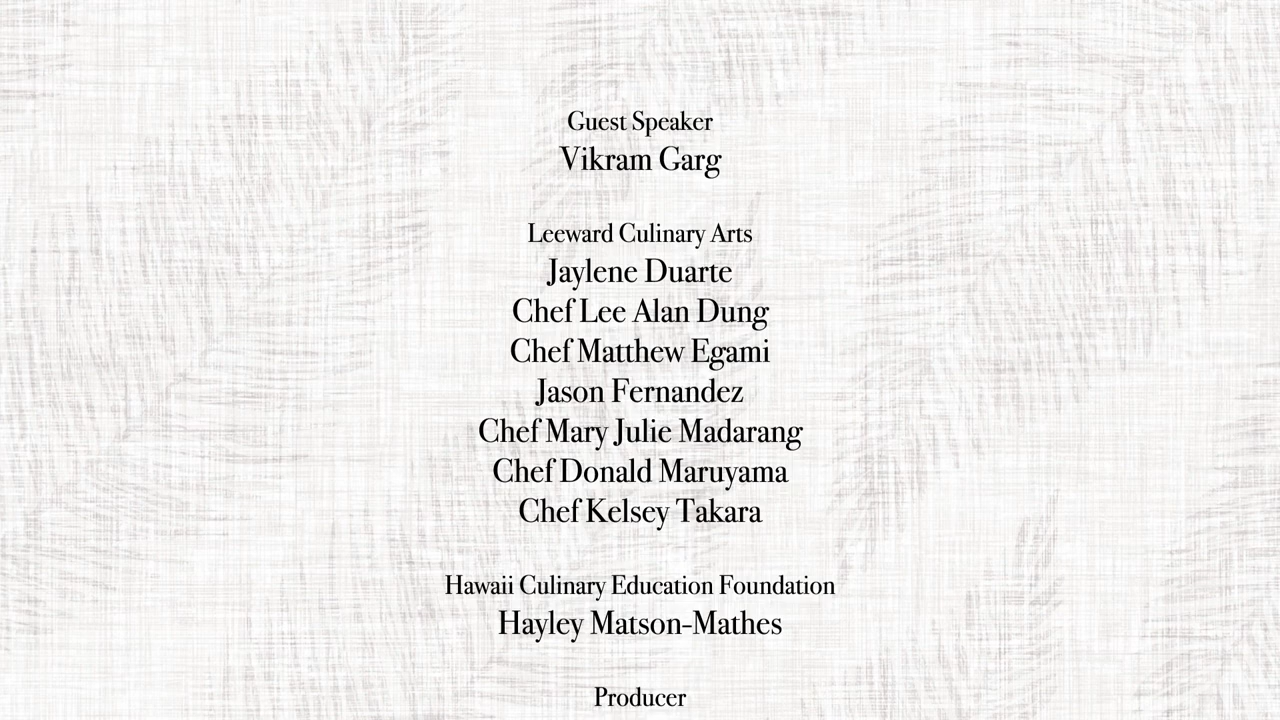 Guest Speaker
Vikram Garg
Leeward Culinary Arts
Jaylene Duarte
Chef Lee Alan Dung
Chef Matthew Egami
Jason Fernandez
Chef Mary Julie Madarang
Chef Donald Maruyama
Chef Kelsey Takara
Hawaii Culinary Education Foundation
Hayley Matson-Mathes
Producer